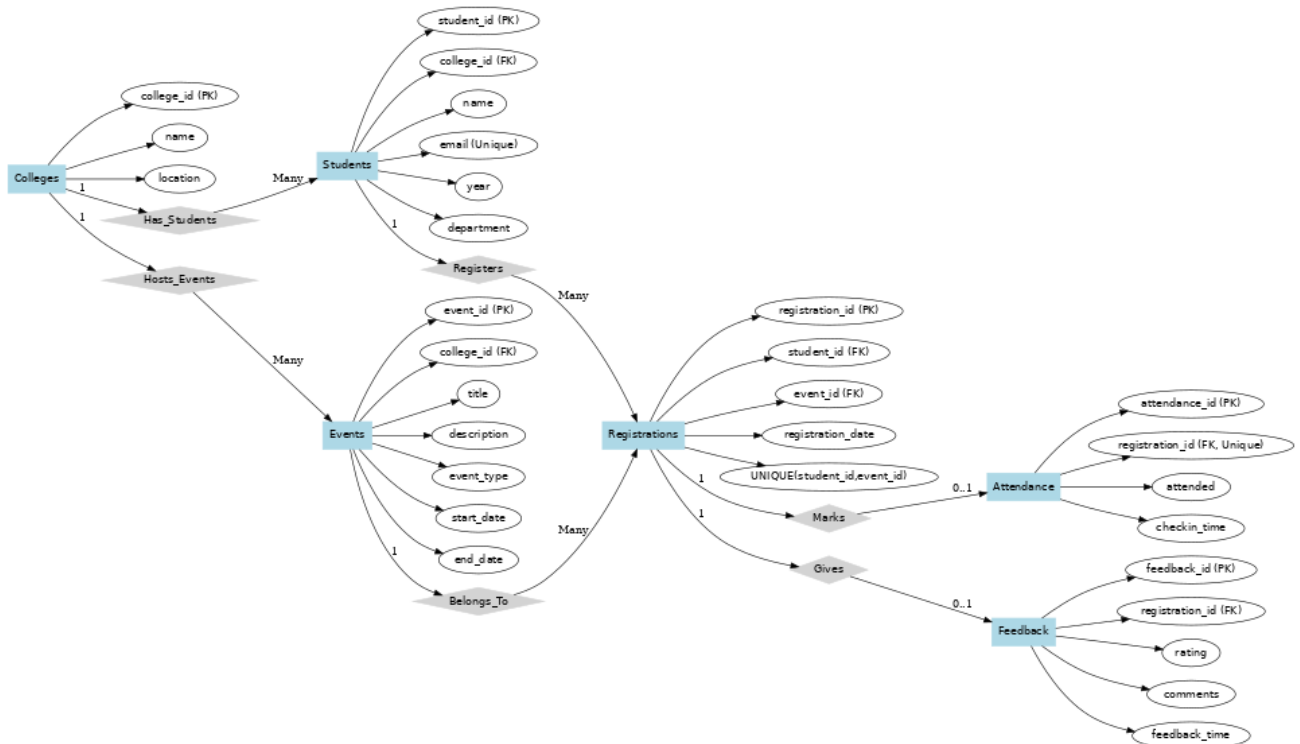 student_id (PK)
college_id (FK)
name
email (Unique)
year
department
college_id (PK)
name
location
Colleges
Students
1
Many
Has_Students
1
Hosts_Events
1
Registers
Many
Many
event_id (PK)
college_id (FK)
title
description
event_type
start_date
end_date
Events
1
Belongs_To
Many
registration_id (PK)
student_id (FK)
event_id (FK)
registration_date
UNIQUE(student_id,event_id)
Registrations
1
Marks
0..1
1
Gives
0..1
attendance_id (PK)
registration_id (FK, Unique)
attended
checkin_time
Attendance
feedback_id (PK)
registration_id (FK)
rating
comments
feedback_time
Feedback